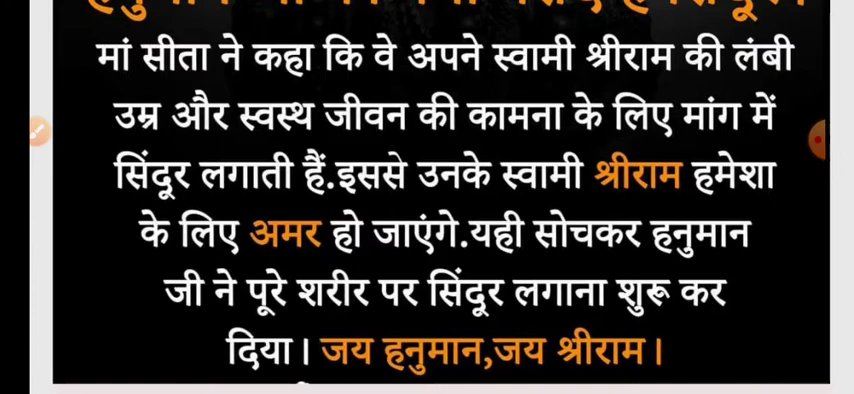 मां सीता ने कहा कि वे अपने स्वामी श्रीराम की लंबी
उम्र और स्वस्थ जीवन की कामना के लिए मांग में
सिंदूर लगाती हैं.इससे उनके स्वामी श्रीराम हमेशा
के लिए अमर हो जाएंगे.यही सोचकर हनुमान
जी ने पूरे शरीर पर सिंदूर लगाना शुरू कर
दिया। जय हनुमान,जय श्रीराम।